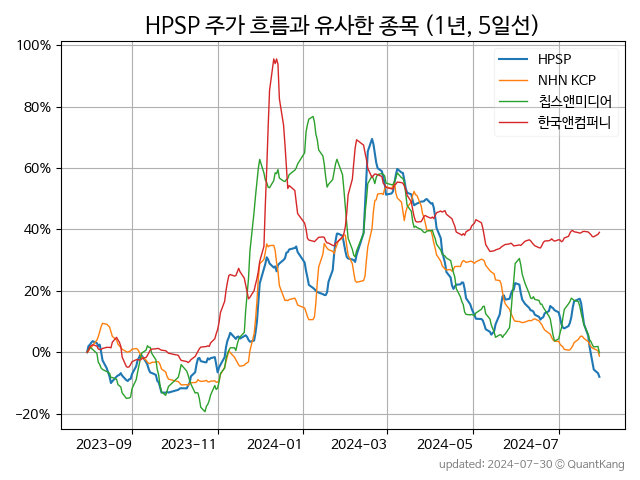 HPSP 주가 흐름과 유사한 종목 (1년, 5일선)
HPSP
NHN KCP
칩스앤미디어
한국앤컴퍼니
100%
80%
60%
40%
20%
0%
−20%
2023-09
2023-11
2024-01
2024-03
2024-05
2024-07
updated: 2024-07-30 © QuantKang